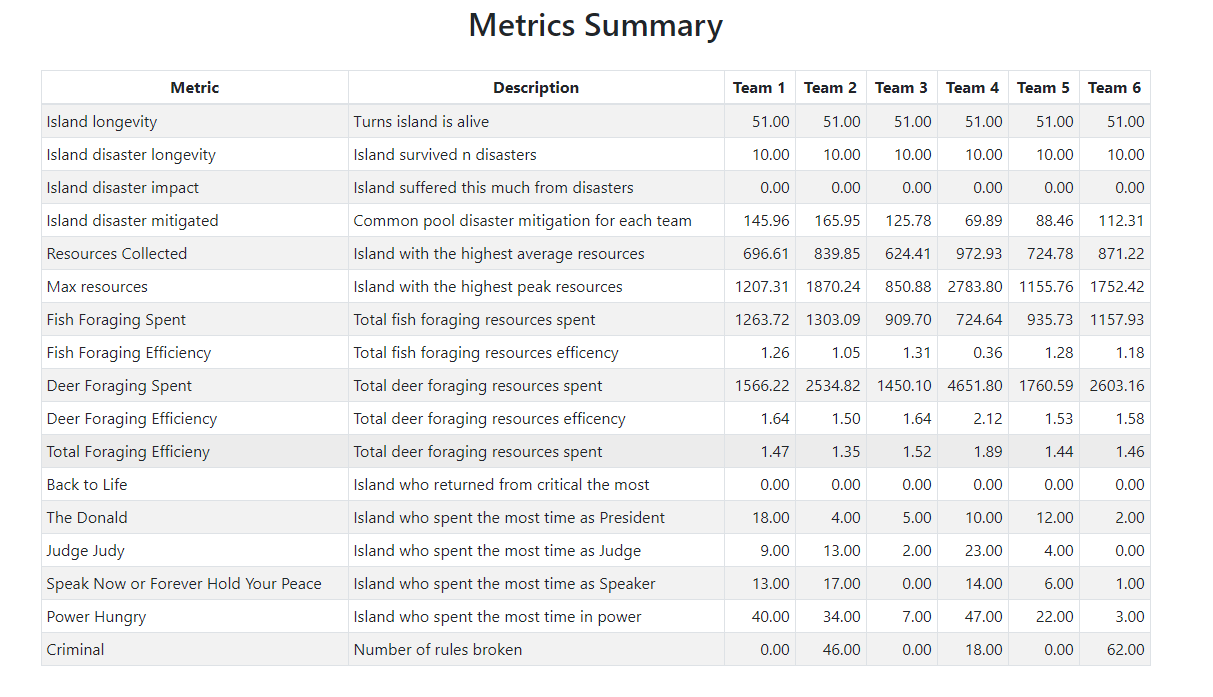 Metrics Summary
Metric Description Team 1 Team 2 Team 3 Team 4 Team 5 Team 6
Island longevity Turns island is alive 51.00 51.00 51.00 51.00 51.00 51.00
Island disaster longevity Island survived n disasters 10.00 10.00 10.00 10.00 10.00 10.00
Island disaster impact Island suffered this much from disasters 0.00 0.00 0.00 0.00 0.00 0.00
Island disaster mitigated Common pool disaster mitigation for each team 145.96 165.95 125.78 69.89 88.46 112.31
Resources Collected Island with the highest average resources 696.61 839.85 624.41 972.93 724.78 871.22
Max resources Island with the highest peak resources 1207.31 1870.24 850.88 2783.80 1155.76 1752.42
Fish Foraging Spent Total fish foraging resources spent 1263.72 1303.09 909.70 724.64 935.73 1157.93
Fish Foraging Efficiency Total fish foraging resources efficency 1.26 1.05 1.31 0.36 1.28 1.18
Deer Foraging Spent Total deer foraging resources spent 1566.22 2534.82 1450.10 4651.80 1760.59 2603.16
Deer Foraging Efficiency Total deer foraging resources efficency 1.64 1.50 1.64 2.12 1.53 1.58
Total Foraging Efficieny Total deer foraging resources spent 1.47 1.35 1.52 1.89 1.44 1.46
Back to Life Island who returned from critical the most 0.00 0.00 0.00 0.00 0.00 0.00
The Donald Island who spent the most time as President 18.00 4.00 5.00 10.00 12.00 2.00
Judge Judy Island who spent the most time as Judge 9.00 13.00 2.00 23.00 4.00 0.00
Speak Now or Forever Hold Your Peace Island who spent the most time as Speaker 13.00 17.00 0.00 14.00 6.00 1.00
Power Hungry Island who spent the most time in power 40.00 34.00 7.00 47.00 22.00 3.00
Criminal Number of rules broken 0.00 46.00 0.00 18.00 0.00 62.00